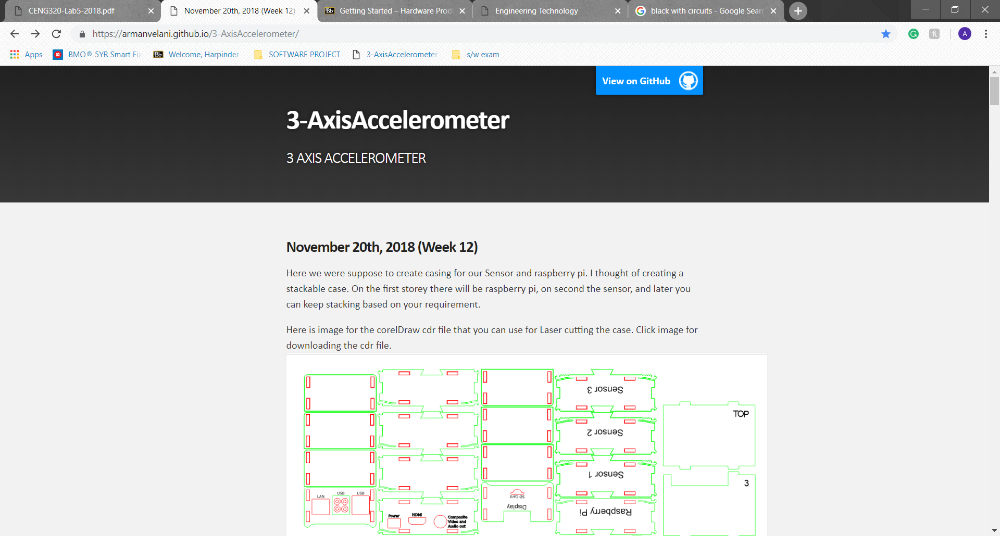 CENG320-Lab5-2018.pdf
November 20th, 2018 (Week 12)
Getting Started – Hardware Prod
Engineering Technology
black with circuits - Google Searc
https://armanvelani.github.io/3-AxisAccelerometer/
A
Apps
BMO® 5YR Smart Fix
Bb Welcome, Harpinder
SOFTWARE PROJECT
3-AxisAccelerometer
s/w exam
View on GitHub
3-AxisAccelerometer
3 AXIS ACCELEROMETER
November 20th, 2018 (Week 12)
Here we were suppose to create casing for our Sensor and raspberry pi. I thought of creating a
stackable case. On the first storey there will be raspberry pi, on second the sensor, and later you
can keep stacking based on your requirement.
Here is image for the corelDraw cdr file that you can use for Laser cutting the case. Click image for
downloading the cdr file.
Sensor 3
TOP
Sensor 2
Sensor 1
3
LAN
USB
USB
SD Card
Display
Raspberry Pi
Power
HDMI
Composite
Video and
Audio out